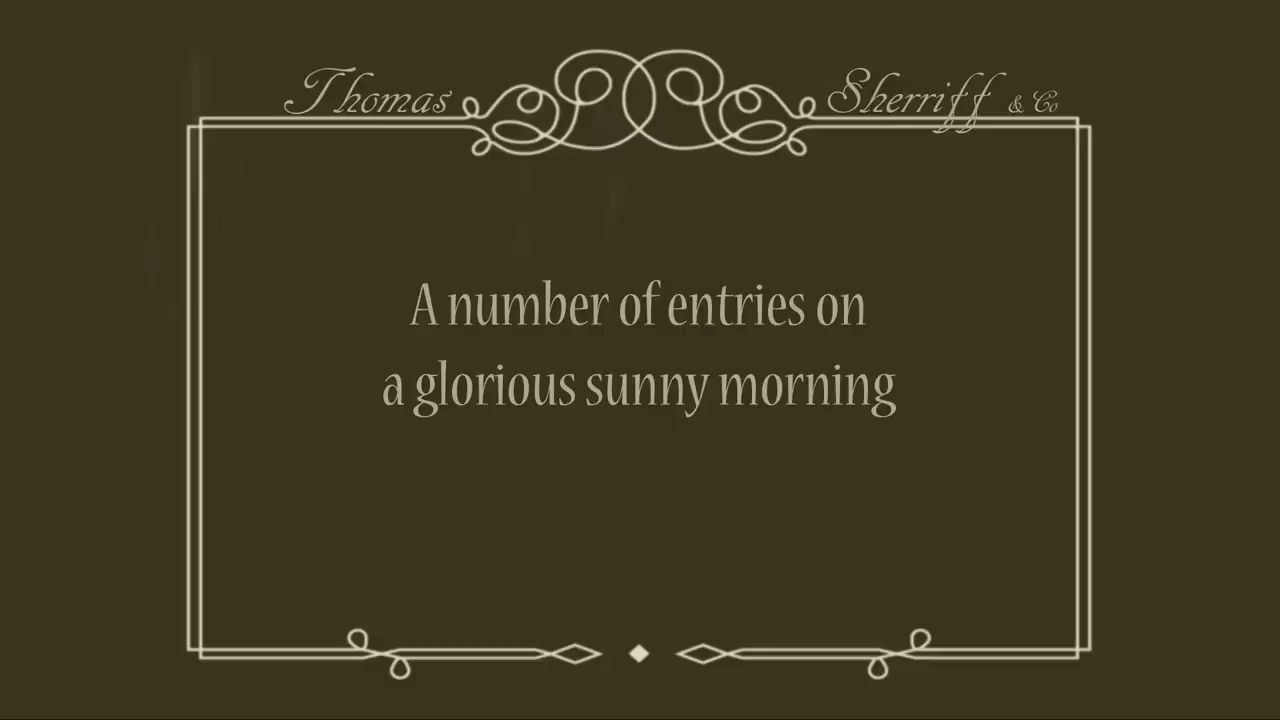 Thomas Sherriff & Co
A number of entries on
a glorious sunny morning